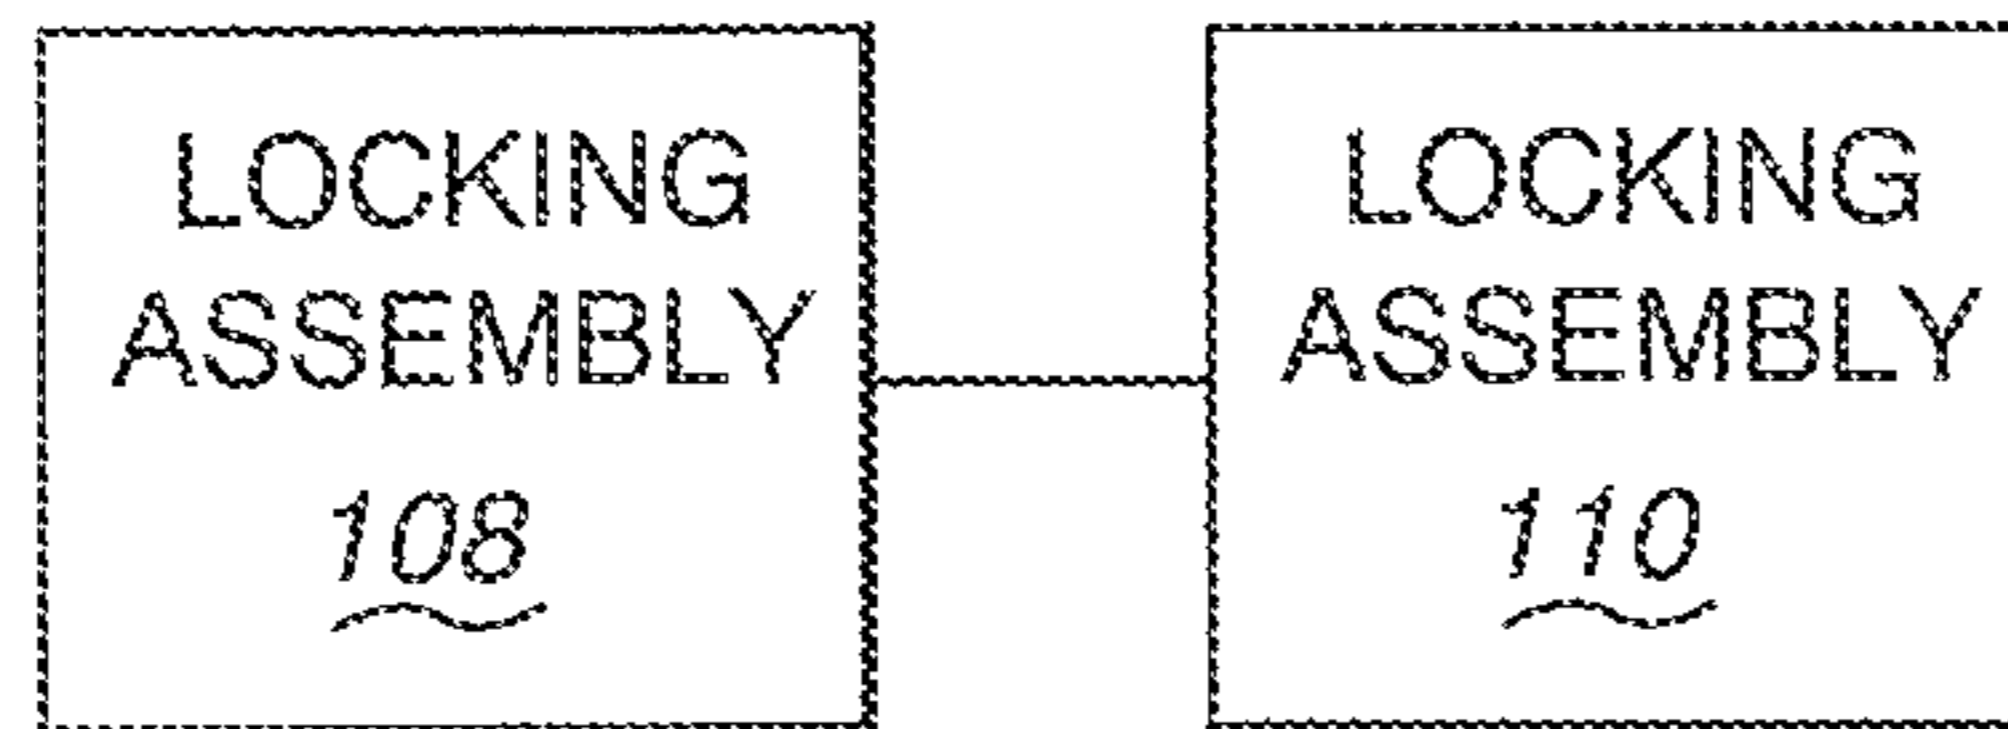 LOCKING
ASSEMBLY
108
LOCKING
ASSEMBLY
110